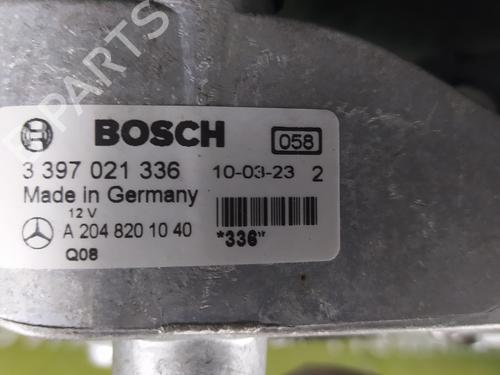 BOSCH 058
3 397 021 336 10-03-23 2
Made in Germany
12 V
A 204 820 10 40 *336*
Q08